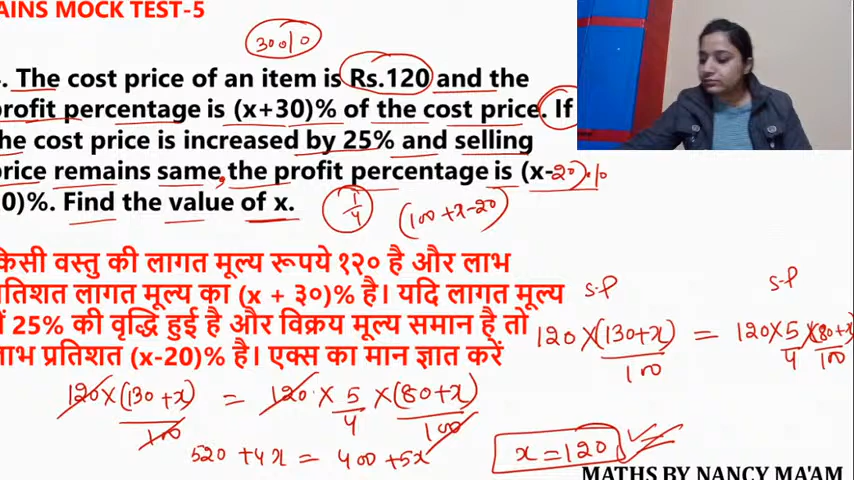 AINS MOCK TEST-5
30%
. The cost price of an item is Rs.120 and the
profit percentage is (x+30)% of the cost price. If
the cost price is increased by 25% and selling
price remains same, the profit percentage is (x-20).%
0)%. Find the value of x.
1/4
(100+x-20)
किसी वस्तु की लागत मूल्य रूपये १२० है और लाभ
प्रतिशत लागत मूल्य का (x + ३०)% है। यदि लागत मूल्य
में 25% की वृद्धि हुई है और विक्रय मूल्य समान है तो
लाभ प्रतिशत (x-20)% है। एक्स का मान ज्ञात करें
S.P S.P
120×(130+x)/100 = 120×5/4×(80+x)/100
120×(130+x)/100 = 120×5/4×(80+x)/100
520+4x = 400+5x
x=120
MATHS BY NANCY MA'AM